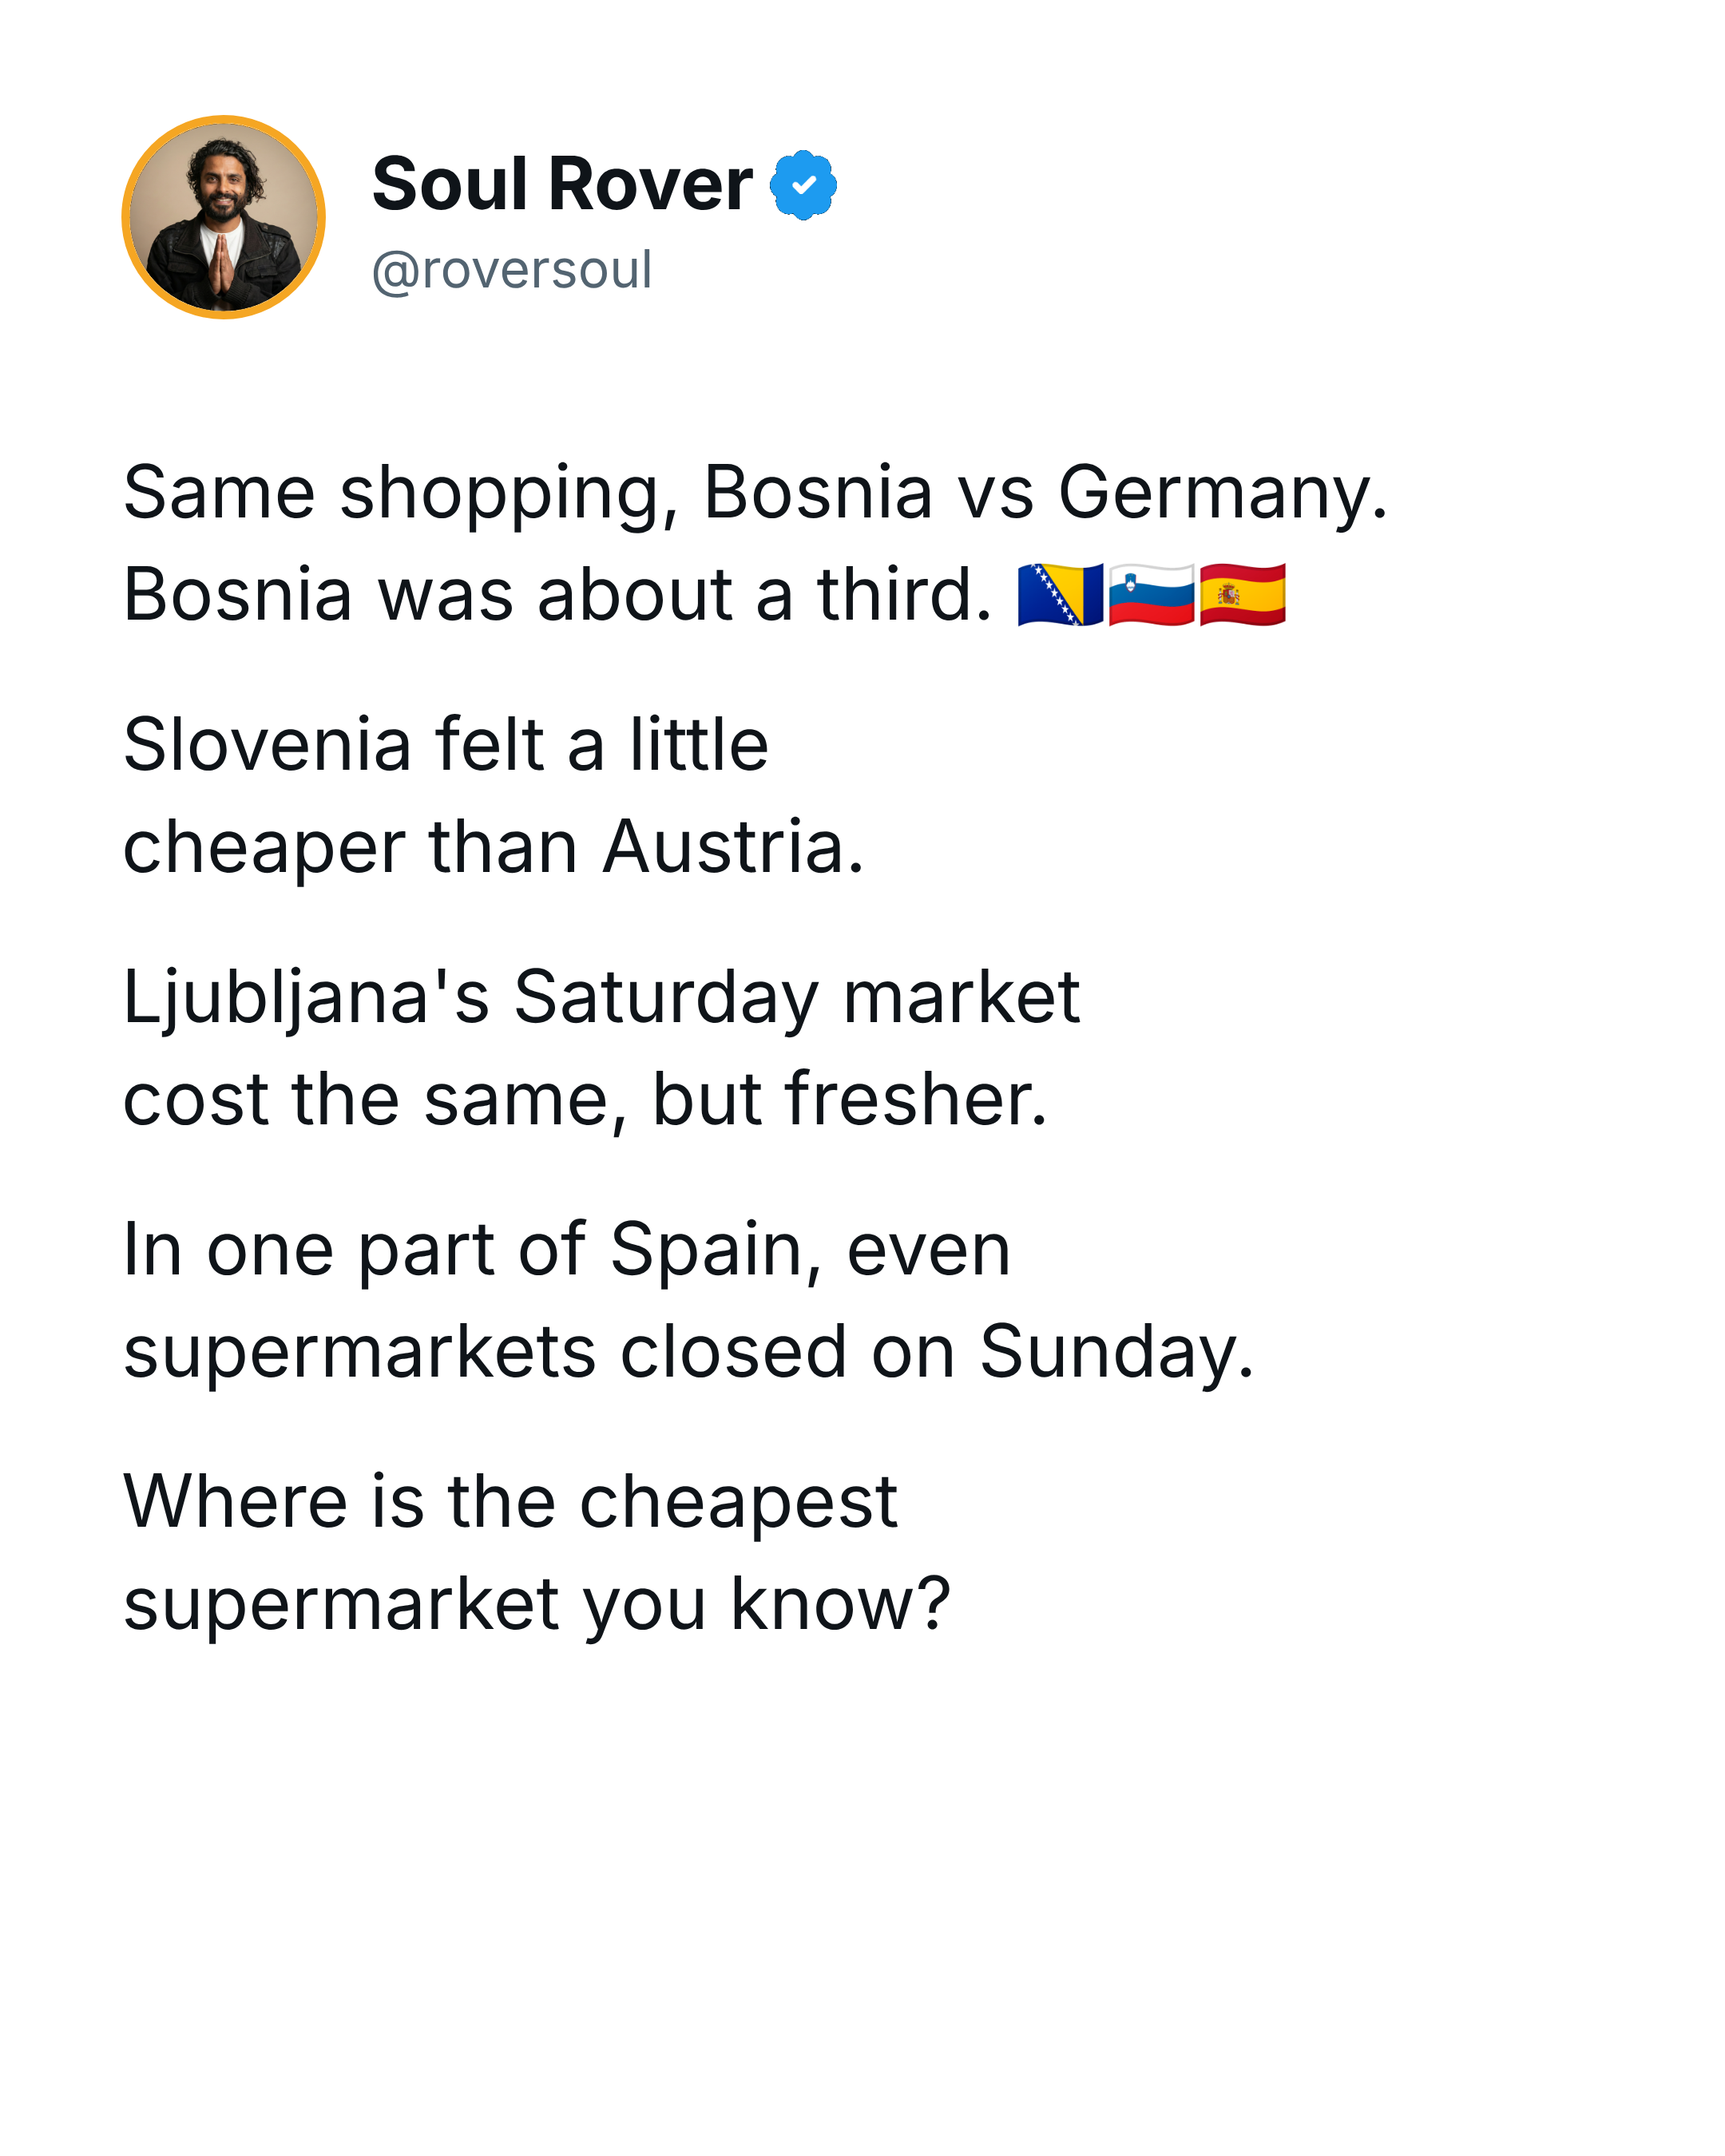 Soul Rover
@roversoul
Same shopping, Bosnia vs Germany.
Bosnia was about a third. 🇧🇦🇸🇮🇪🇸
Slovenia felt a little
cheaper than Austria.
Ljubljana's Saturday market
cost the same, but fresher.
In one part of Spain, even
supermarkets closed on Sunday.
Where is the cheapest
supermarket you know?